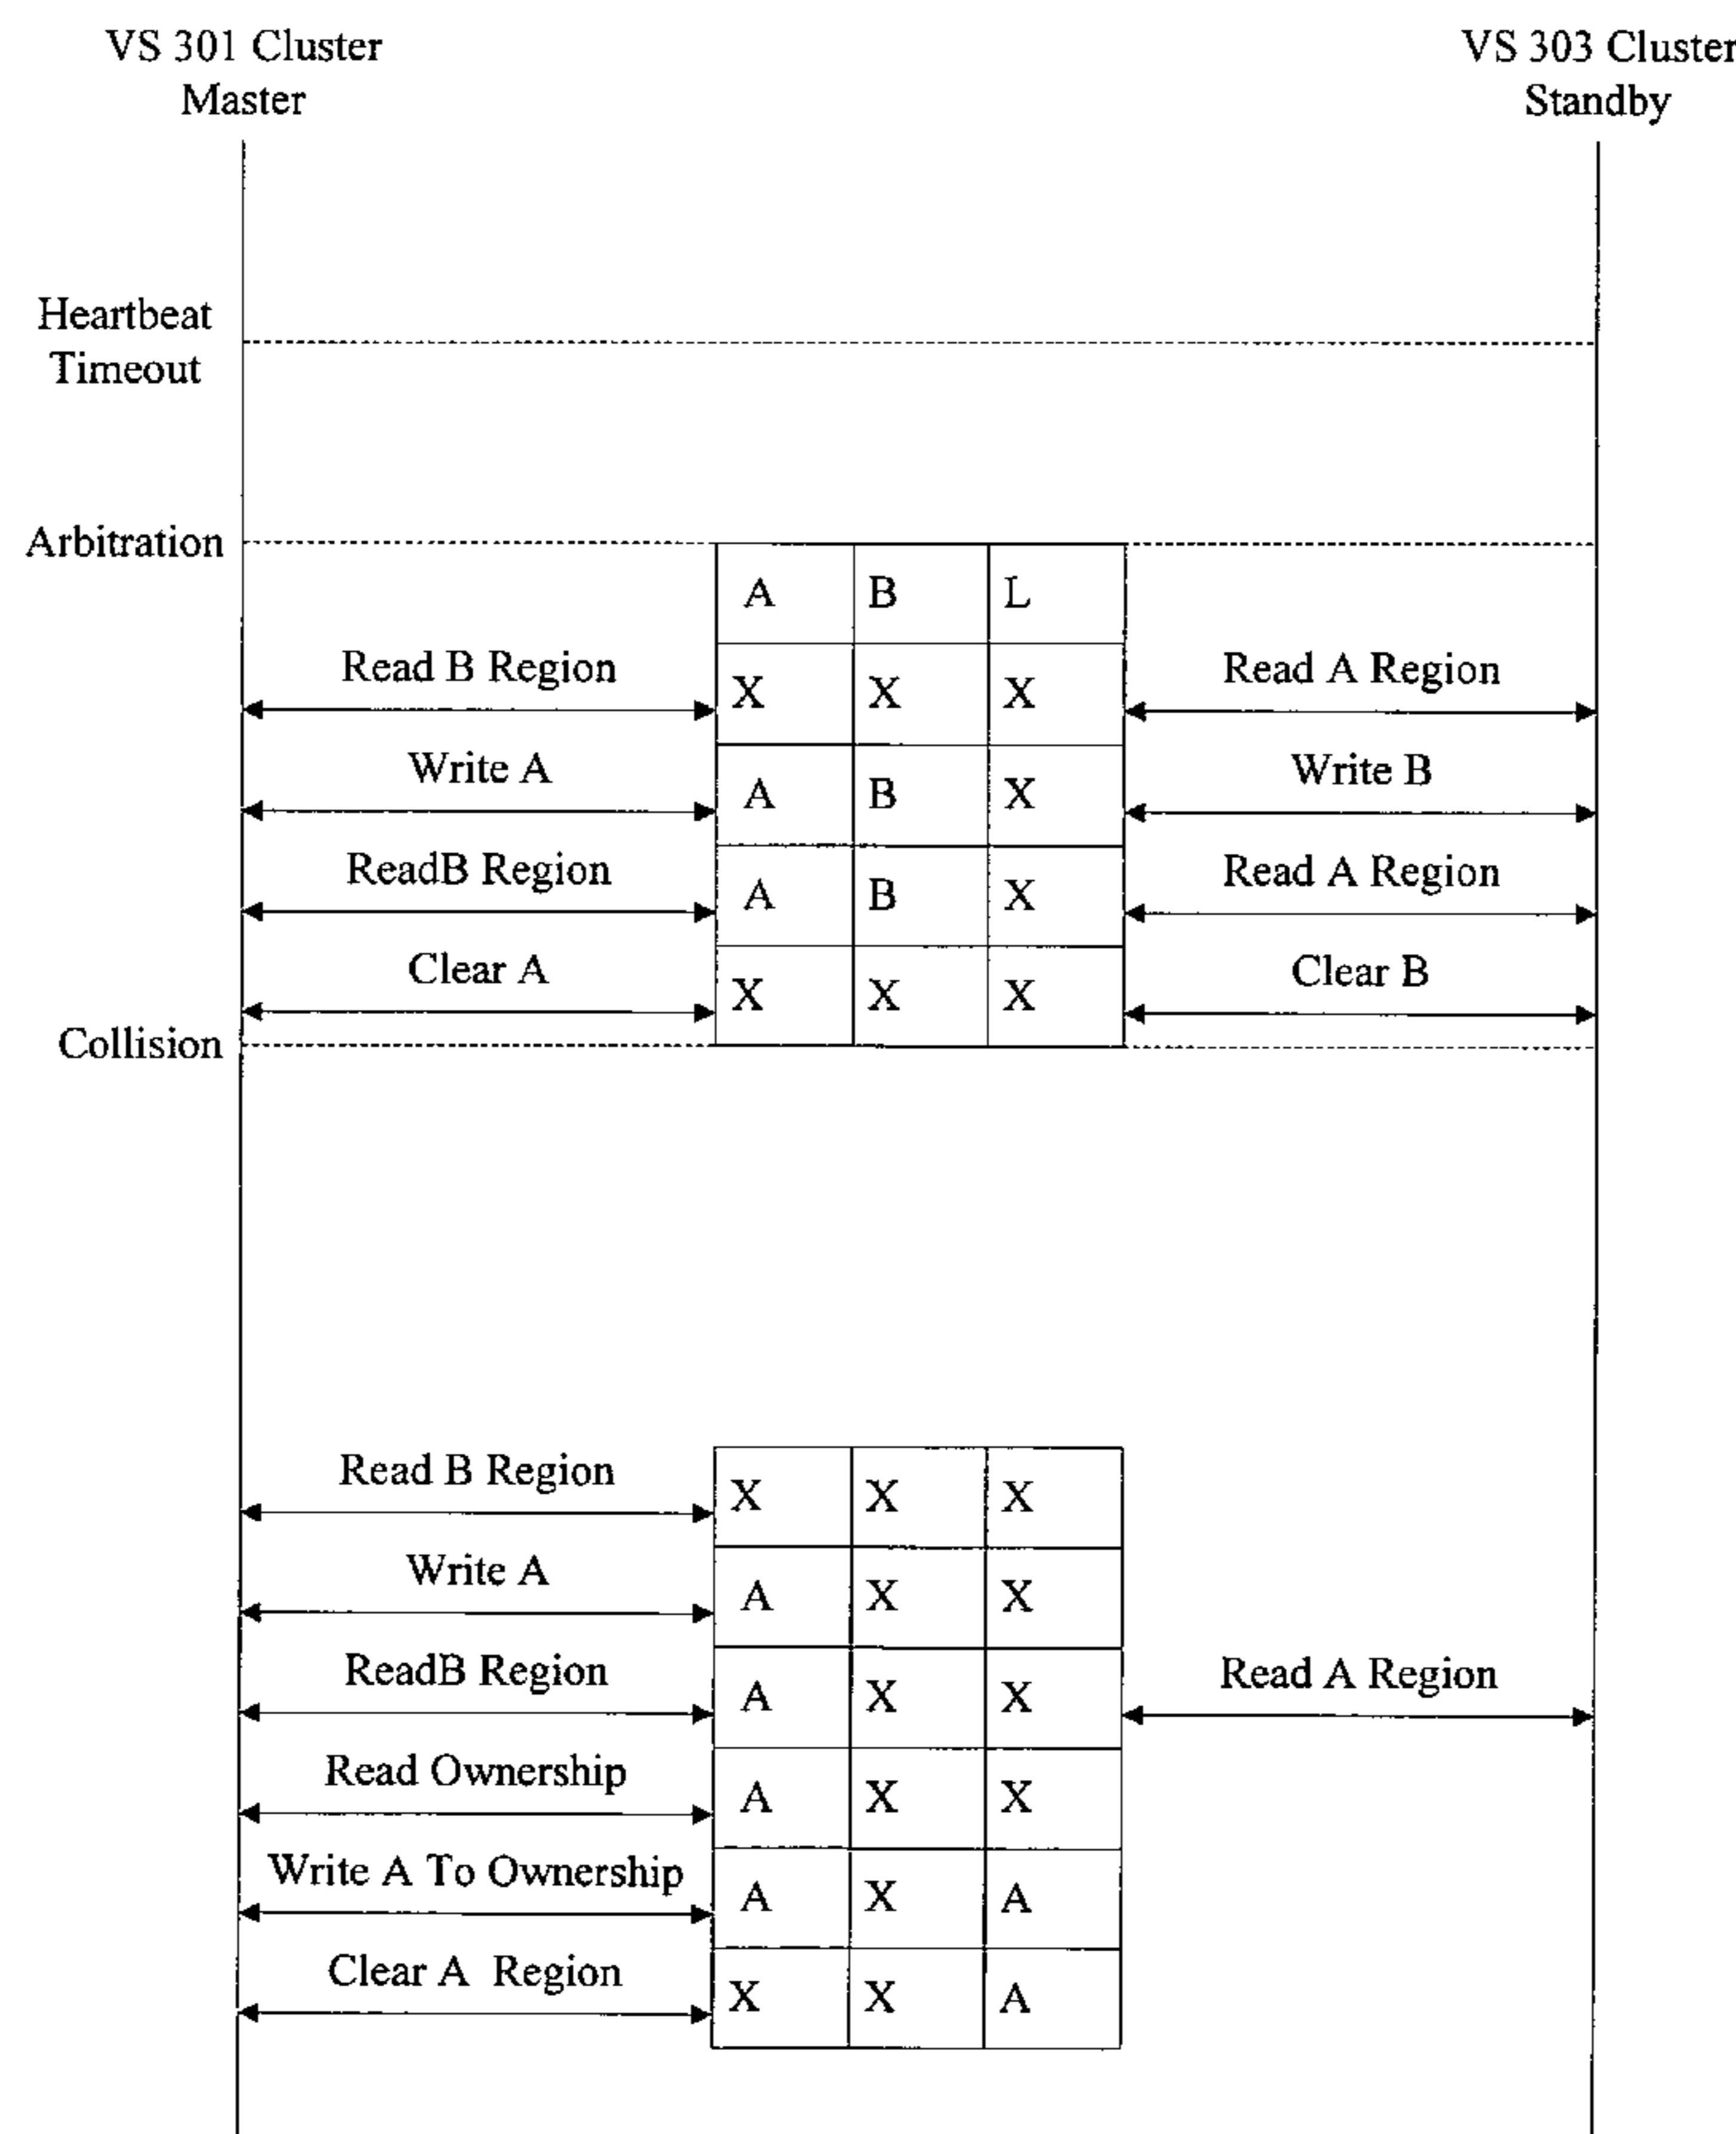 VS 301 Cluster
Master
VS 303 Cluster
Standby
Heartbeat
Timeout
Arbitration
A B L
Read B Region
X X X
Read A Region
Write A
A B X
Write B
ReadB Region
A B X
Read A Region
Clear A
X X X
Clear B
Collision
Read B Region
X X X
Write A
A X X
ReadB Region
A X X
Read A Region
Read Ownership
A X X
Write A To Ownership
A X A
Clear A Region
X X A